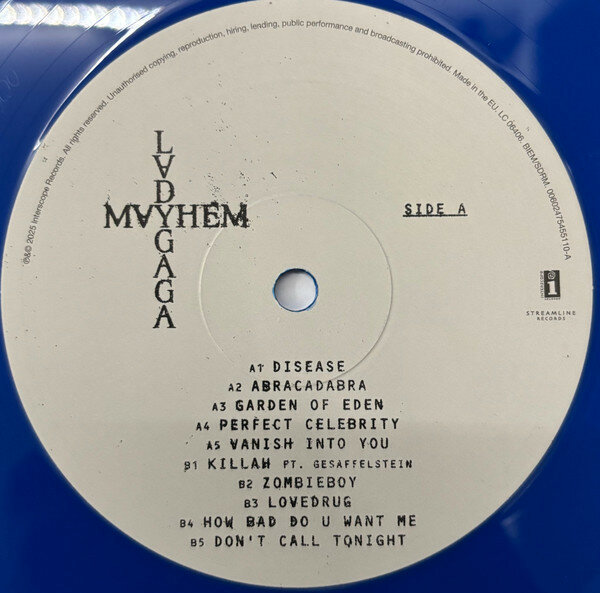 ℗&© 2025 Interscope Records. All rights reserved. Unauthorised copying, reproduction, hiring, lending, public performance and broadcasting prohibited. Made in the EU. LC 06406. BIEM/SDRM. 00602475455110-A
LADYGAGA
MAYHEM
SIDE A
i
STREAMLINE
RECORDS
A1 DISEASE
A2 ABRACADABRA
A3 GARDEN OF EDEN
A4 PERFECT CELEBRITY
A5 VANISH INTO YOU
B1 KILLAH FT. GESAFFELSTEIN
B2 ZOMBIEBOY
B3 LOVEDRUG
B4 HOW BAD DO U WANT ME
B5 DON'T CALL TONIGHT